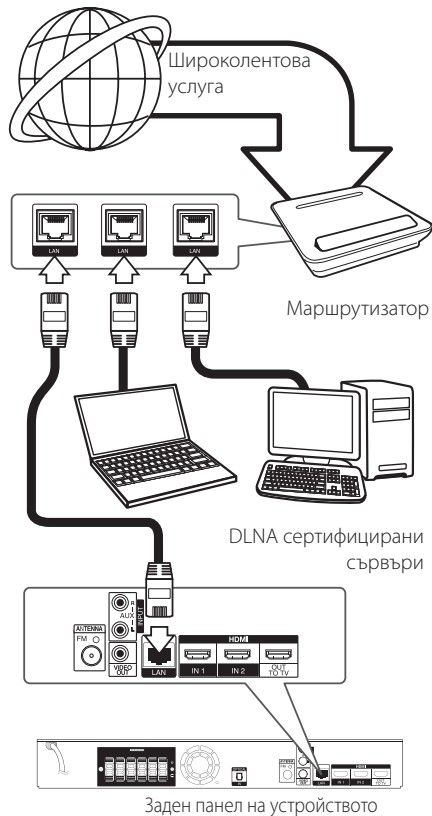 Широколентова
услуга
LAN
LAN
LAN
Маршрутизатор
DLNA сертифицирани
сървъри
R
AUX
L
INPUT
ANTENNA
FM
VIDEO
OUT
LAN
HDMI
IN 1
IN 2
OUT
TO TV
Заден панел на устройството